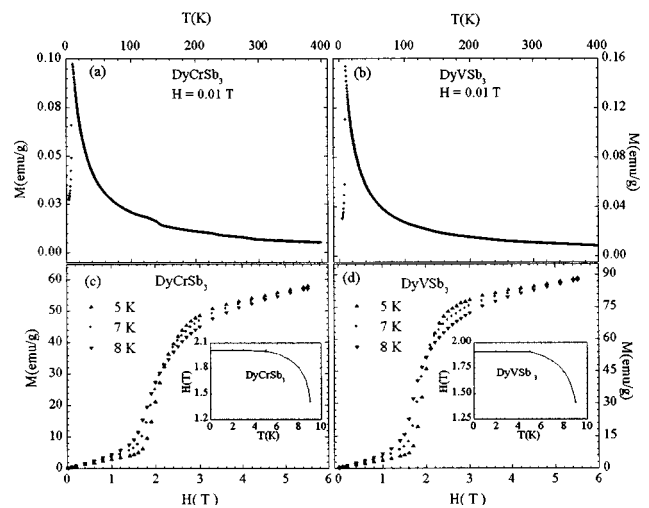 T(K)
T(K)
0 100 200 300 400
0 100 200 300 400
0.10
0.08
0.05
0.03
0.00
M(emu/g)
(a)
DyCrSb3
H = 0.01 T
(b)
DyVSb3
H = 0.01 T
0.16
0.12
0.08
0.04
0.00
M(emu/g)
60
50
40
30
20
10
0
M(emu/g)
(c)
DyCrSb3
5 K
7 K
8 K
2.1
1.8
1.5
1.2
H(T)
DyCrSb3
0 2 4 6 8 10
T(K)
(d)
DyVSb3
5 K
7 K
8 K
2.00
1.75
1.50
1.25
H(T)
DyVSb3
0 2 4 6 8 10
T(K)
90
75
60
45
30
15
0
M(emu/g)
0 1 2 3 4 5 6
0 1 2 3 4 5 6
H( T )
H( T )